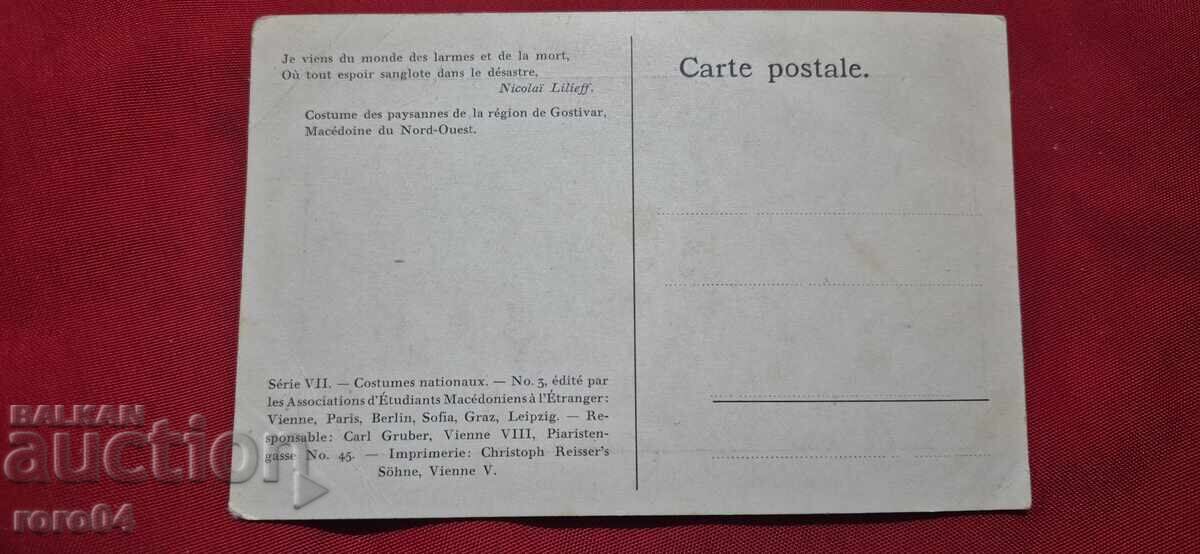 Je viens du monde des larmes et de la mort,
Où tout espoir sanglote dans le désastre,
Nicolaï Lilieff.
Costume des paysannes de la région de Gostivar,
Macédoine du Nord-Ouest.
Série VII. — Costumes nationaux. — No. 3, édité par
les Associations d'Étudiants Macédoniens à l'Étranger:
Vienne, Paris, Berlin, Sofia, Graz, Leipzig. — Re-
sponsable: Carl Gruber, Vienne VIII, Piaristen-
gasse No. 45. — Imprimerie: Christoph Reisser's
Söhne, Vienne V.
Carte postale.
BALKAN
auction
roro04